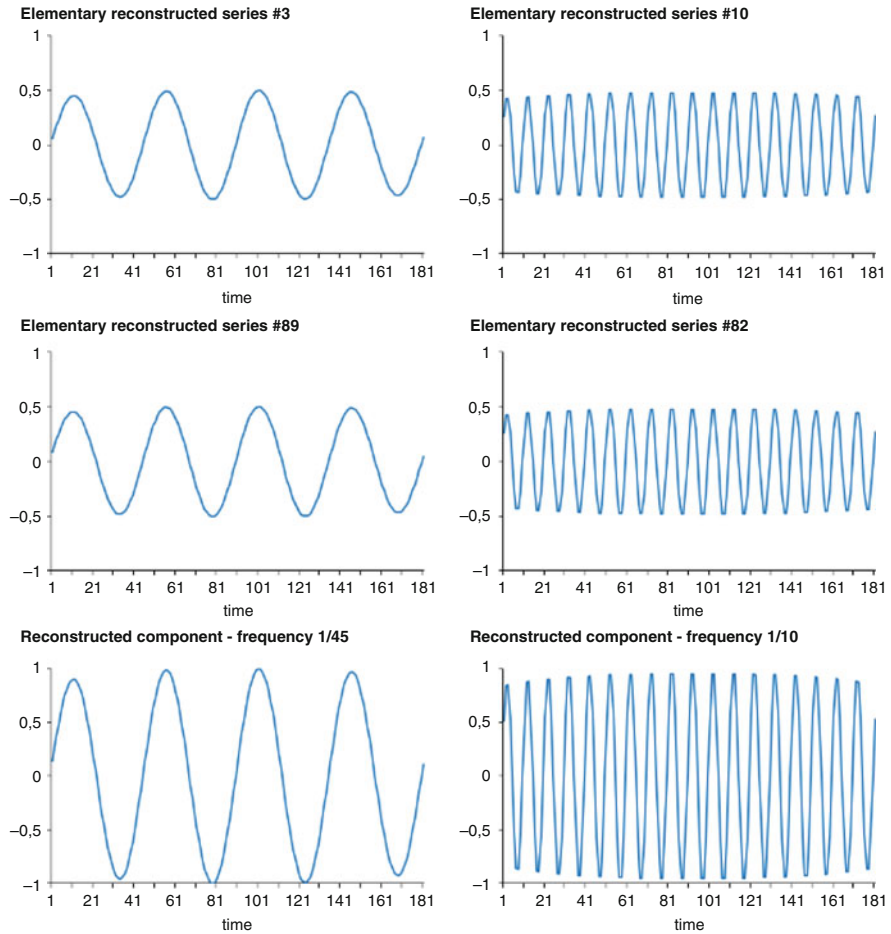 Elementary reconstructed series #3
1
0,5
0
–0,5
–1
1 21 41 61 81 101 121 141 161 181
time
Elementary reconstructed series #10
1
0,5
0
–0,5
–1
1 21 41 61 81 101 121 141 161 181
time
Elementary reconstructed series #89
1
0,5
0
–0,5
–1
1 21 41 61 81 101 121 141 161 181
time
Elementary reconstructed series #82
1
0,5
0
–0,5
–1
1 21 41 61 81 101 121 141 161 181
time
Reconstructed component - frequency 1/45
1
0,5
0
–0,5
–1
1 21 41 61 81 101 121 141 161 181
time
Reconstructed component - frequency 1/10
1
0,5
0
–0,5
–1
1 21 41 61 81 101 121 141 161 181
time